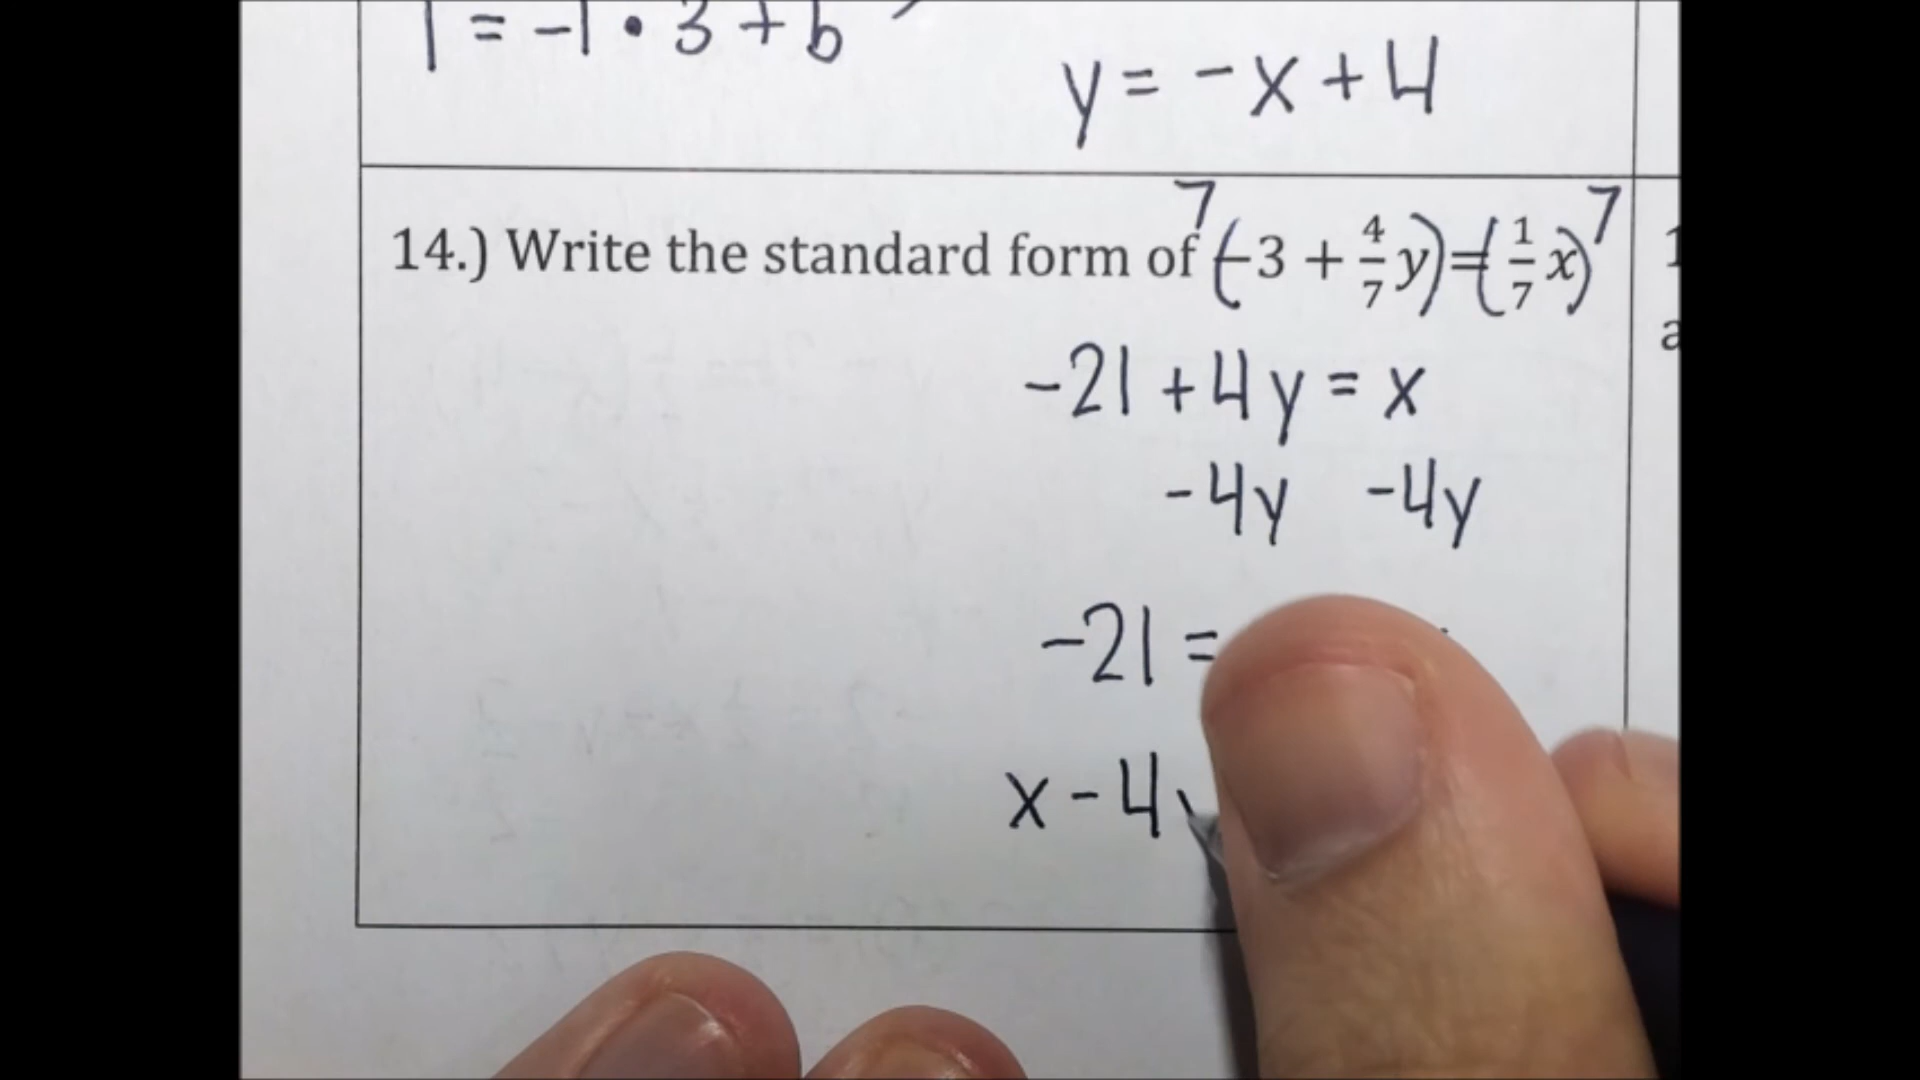 1 = -1 • 3 + b
y = -x + 4
14.) Write the standard form of 7(-3 + 4/7 y) = (1/7 x)7
-21 + 4y = x
-4y -4y
-21 =
x - 4y